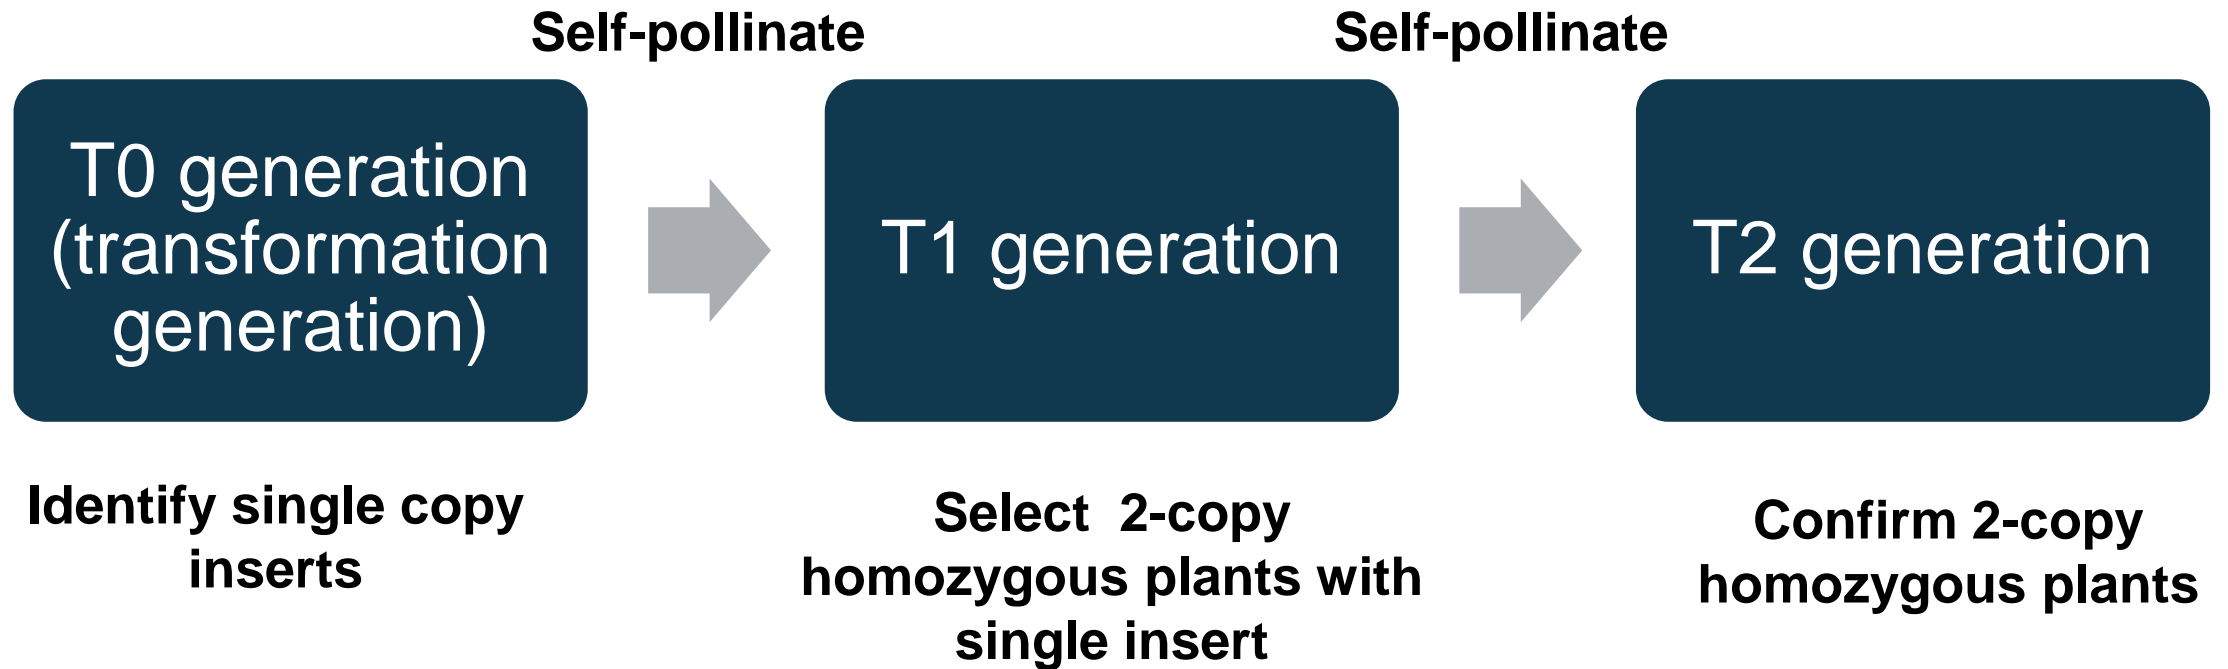 Self-pollinate
Self-pollinate
T0 generation
(transformation
generation)
T1 generation
T2 generation
Identify single copy
inserts
Select 2-copy
homozygous plants with
single insert
Confirm 2-copy
homozygous plants